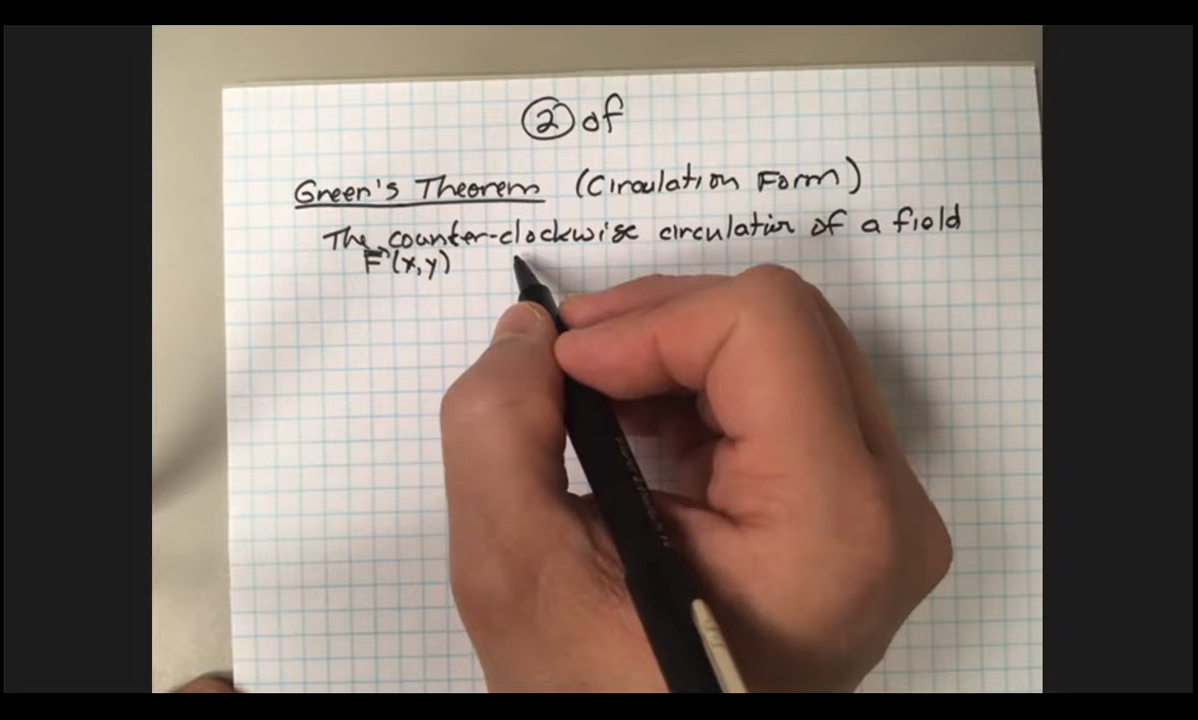 ② of
Green's Theorem (Circulation Form)
The counter-clockwise circulation of a field
F⃗(x,y)